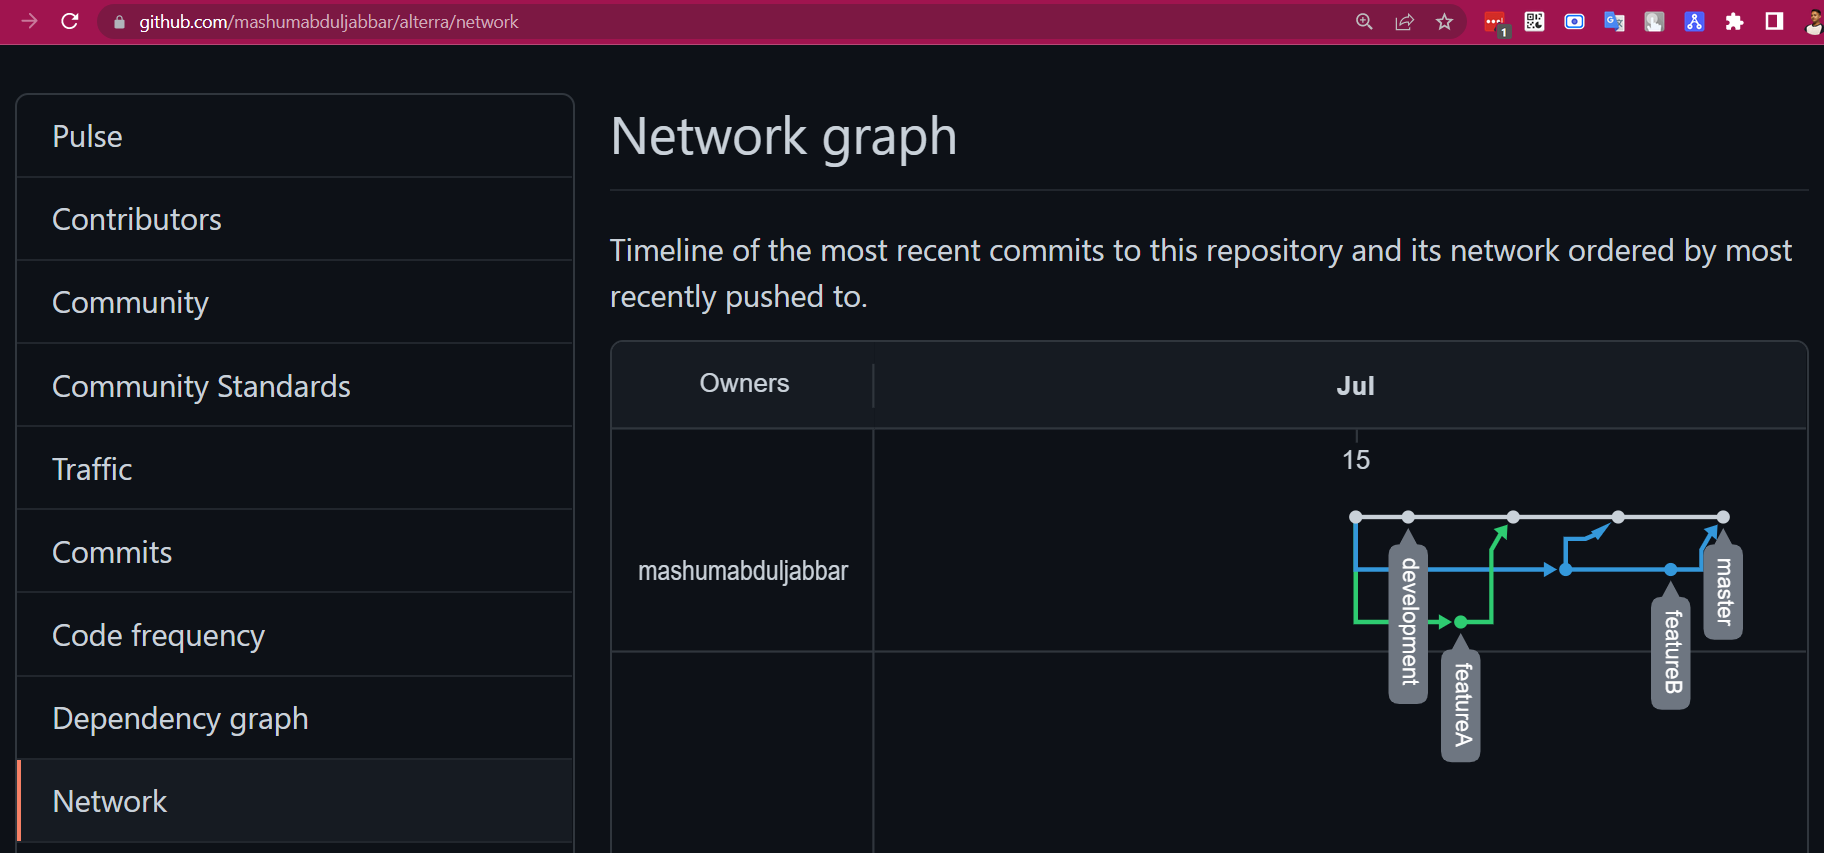 github.com/mashumabduljabbar/alterra/network
1
Pulse
Contributors
Community
Community Standards
Traffic
Commits
Code frequency
Dependency graph
Network
Network graph
Timeline of the most recent commits to this repository and its network ordered by most
recently pushed to.
Owners
Jul
15
mashumabduljabbar
development
featureA
featureB
master